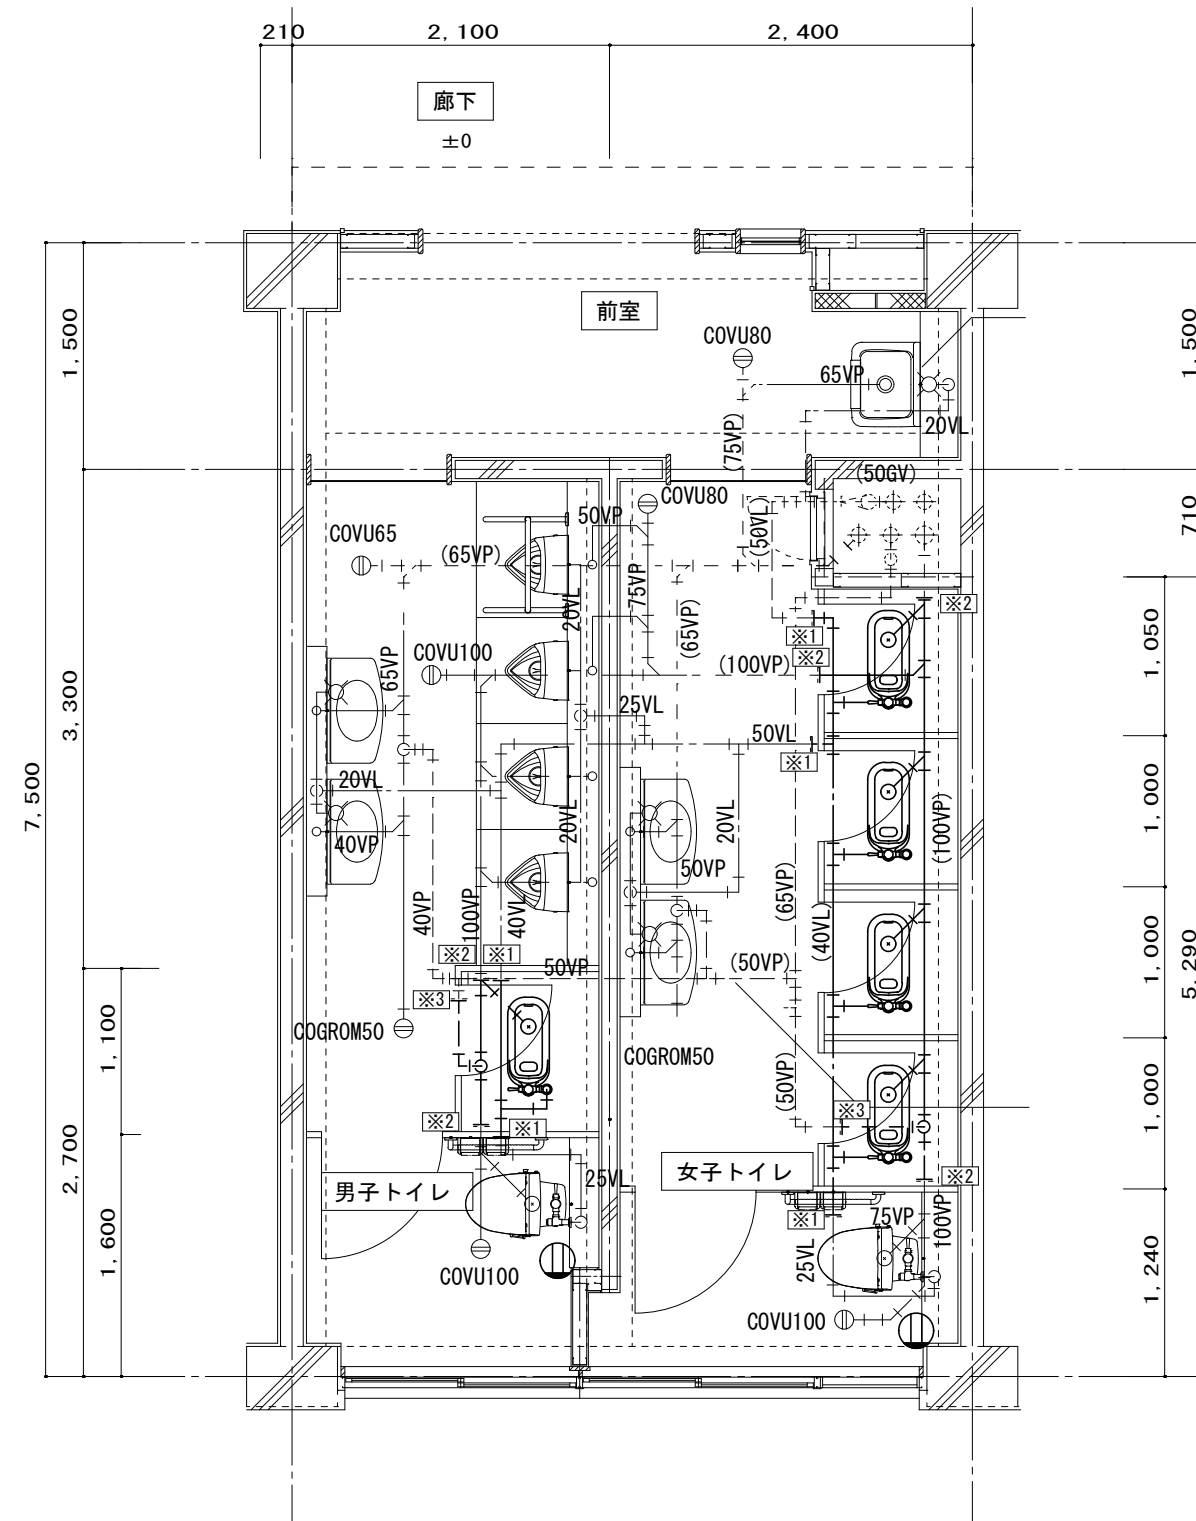 210
2,100
2,400
廊下
±0
前室
1,500
1,500
COVU80
65VP
(75VP)
20VL
(50GV)
COVU80
710
COVU65
50VP
(65VP)
(50VL)
75VP
20VL
(65VP)
※2
※1
※2
1,050
COVU100
65VP
(100VP)
25VL
50VL
※1
3,300
7,500
20VL
20VL
20VL
1,000
(100VP)
40VP
50VP
40VP
100VP
40VL
(65VP)
(40VL)
※2
※1
50VP
(50VP)
1,000
5,290
※3
COGROM50
COGROM50
1,100
(50VP)
※3
1,000
※2
※1
2,700
男子トイレ
25VL
女子トイレ
※2
※1
75VP
100VP
25VL
1,600
COVU100
1,240
COVU100